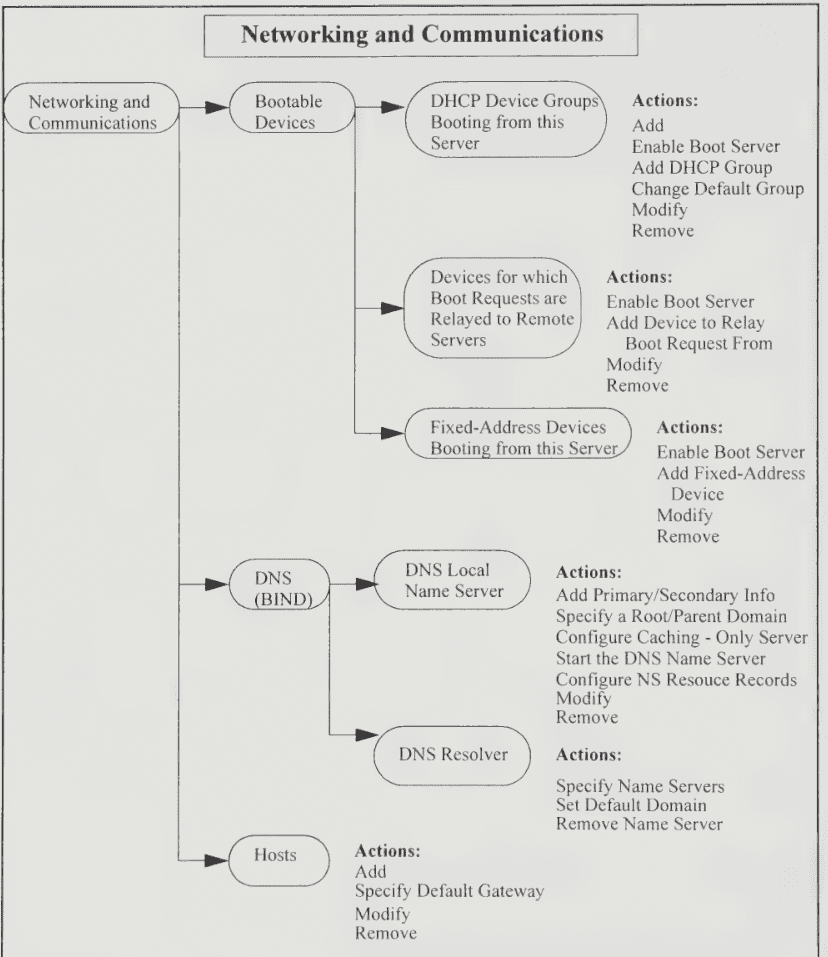 Networking and Communications
Networking and
Communications
Bootable
Devices
DHCP Device Groups
Booting from this
Server
Actions:
Add
Enable Boot Server
Add DHCP Group
Change Default Group
Modify
Remove
Devices for which
Boot Requests are
Relayed to Remote
Servers
Actions:
Enable Boot Server
Add Device to Relay
Boot Request From
Modify
Remove
Fixed-Address Devices
Booting from this Server
Actions:
Enable Boot Server
Add Fixed-Address
Device
Modify
Remove
DNS
(BIND)
DNS Local
Name Server
Actions:
Add Primary/Secondary Info
Specify a Root/Parent Domain
Configure Caching - Only Server
Start the DNS Name Server
Configure NS Resouce Records
Modify
Remove
DNS Resolver
Actions:
Specify Name Servers
Set Default Domain
Remove Name Server
Hosts
Actions:
Add
Specify Default Gateway
Modify
Remove